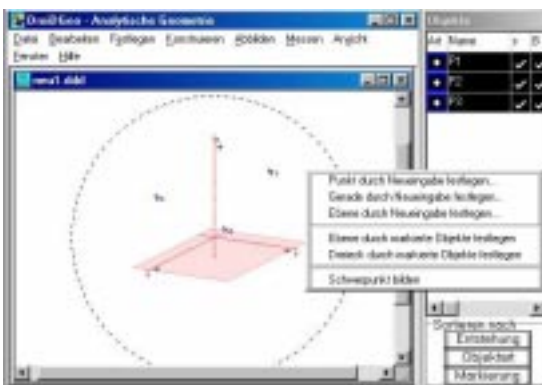 Drei3Geo - Analytische Geometrie
Datei Bearbeiten Festlegen Konstruieren Abbilden Messen Ansicht
Fenster Hilfe
neu1.ddd
Objekte
Art Name s B
P1
P2
P3
Punkt durch Neueingabe festlegen...
Gerade durch Neueingabe festlegen...
Ebene durch Neueingabe festlegen...
Ebene durch markierte Objekte festlegen
Dreieck durch markierte Objekte festlegen
Schwerpunkt bilden
Sortieren nach
Entstehung
Objektart
Markierung